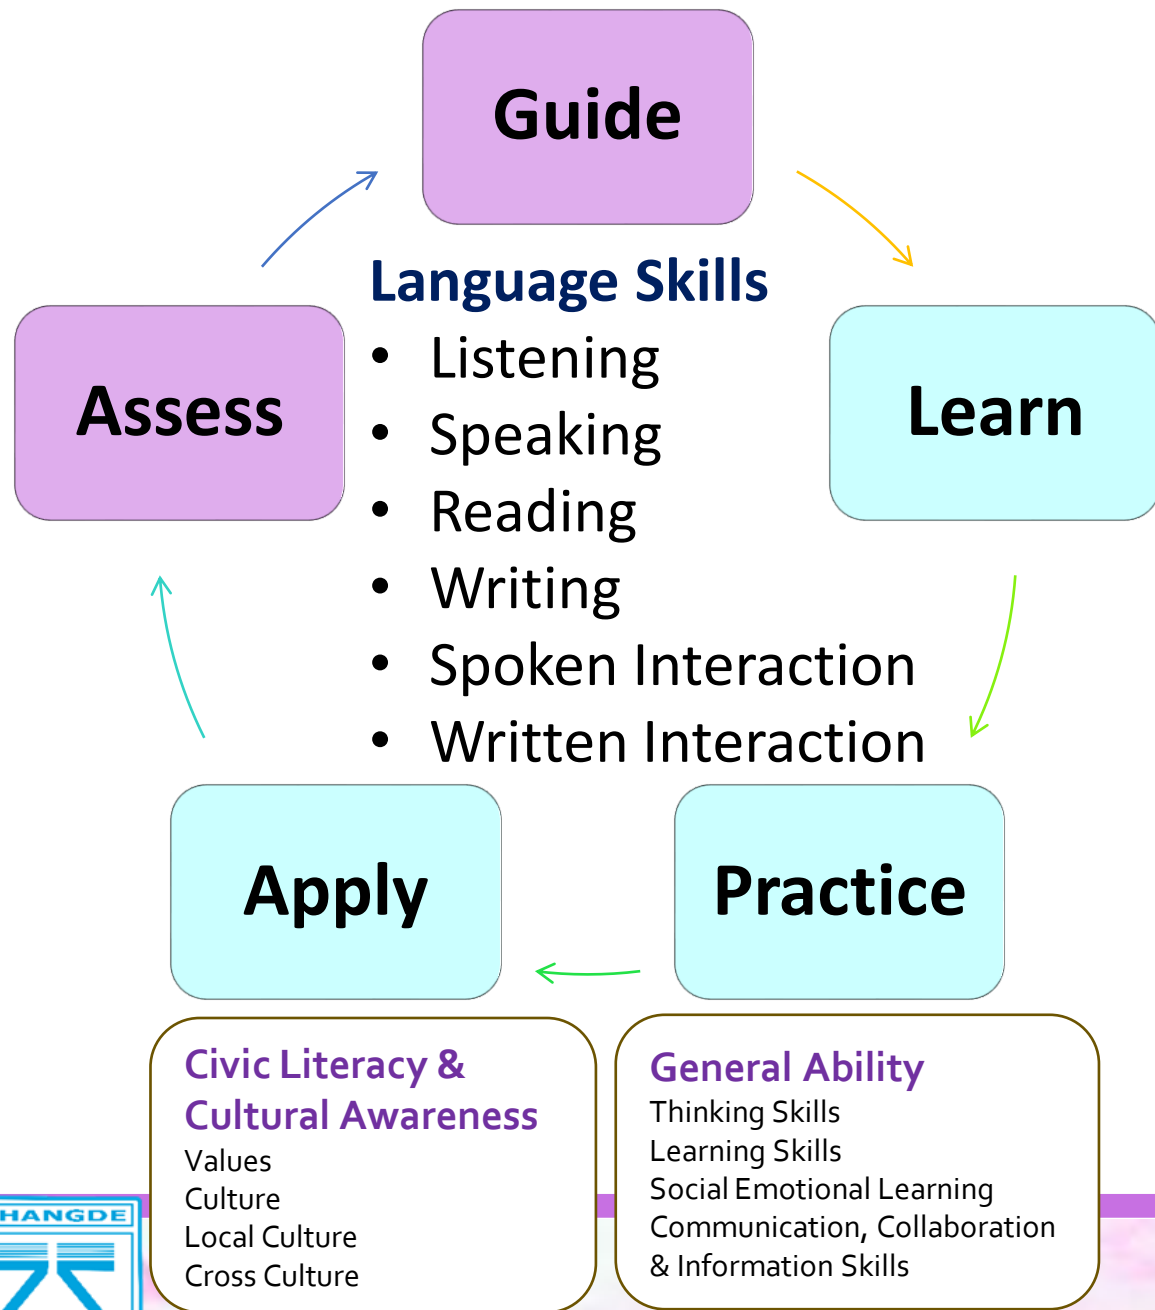 Guide
Language Skills
• Listening
• Speaking
• Reading
• Writing
• Spoken Interaction
• Written Interaction
Assess
Learn
Apply
Practice
Civic Literacy &
Cultural Awareness
Values
Culture
Local Culture
Cross Culture
General Ability
Thinking Skills
Learning Skills
Social Emotional Learning
Communication, Collaboration
& Information Skills
HANGDE